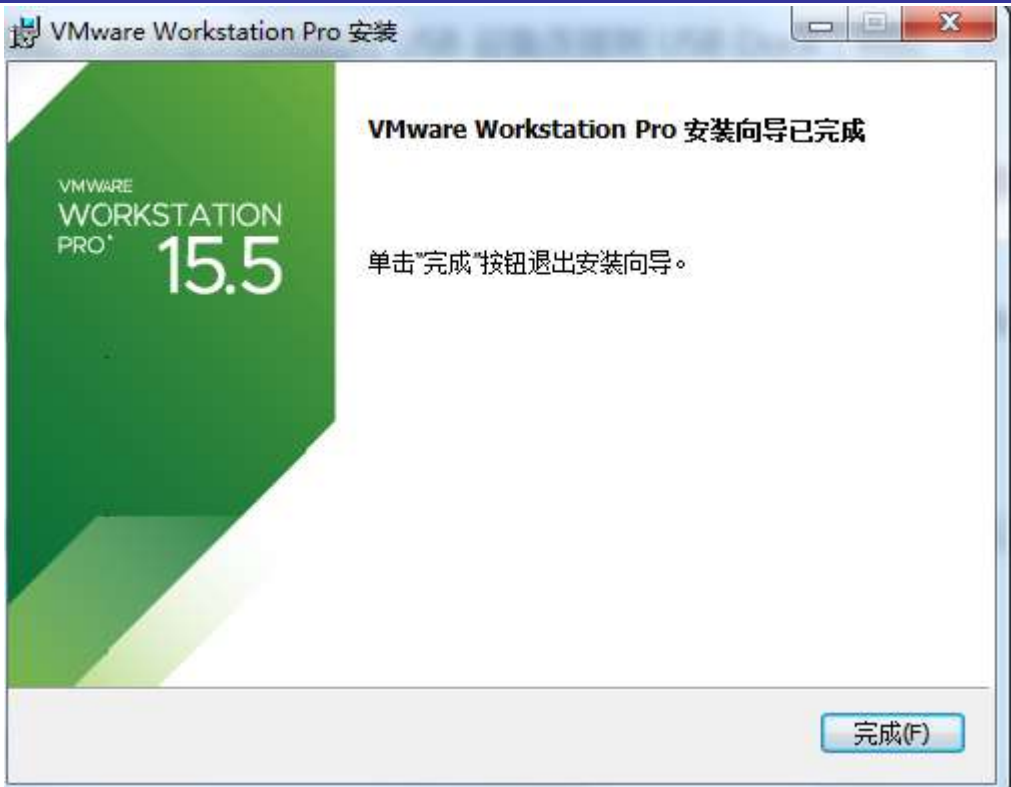 VMware Workstation Pro 安装
VMware Workstation Pro 安装向导已完成
VMWARE
WORKSTATION
PRO
15.5
单击"完成"按钮退出安装向导。
完成(F)